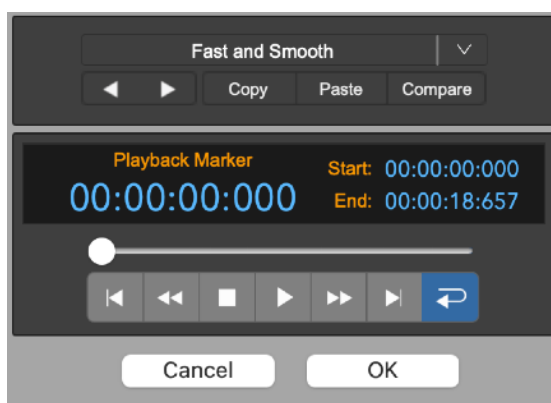 Fast and Smooth
Copy Paste Compare
Playback Marker
00:00:00:000
Start: 00:00:00:000
End: 00:00:18:657
Cancel OK